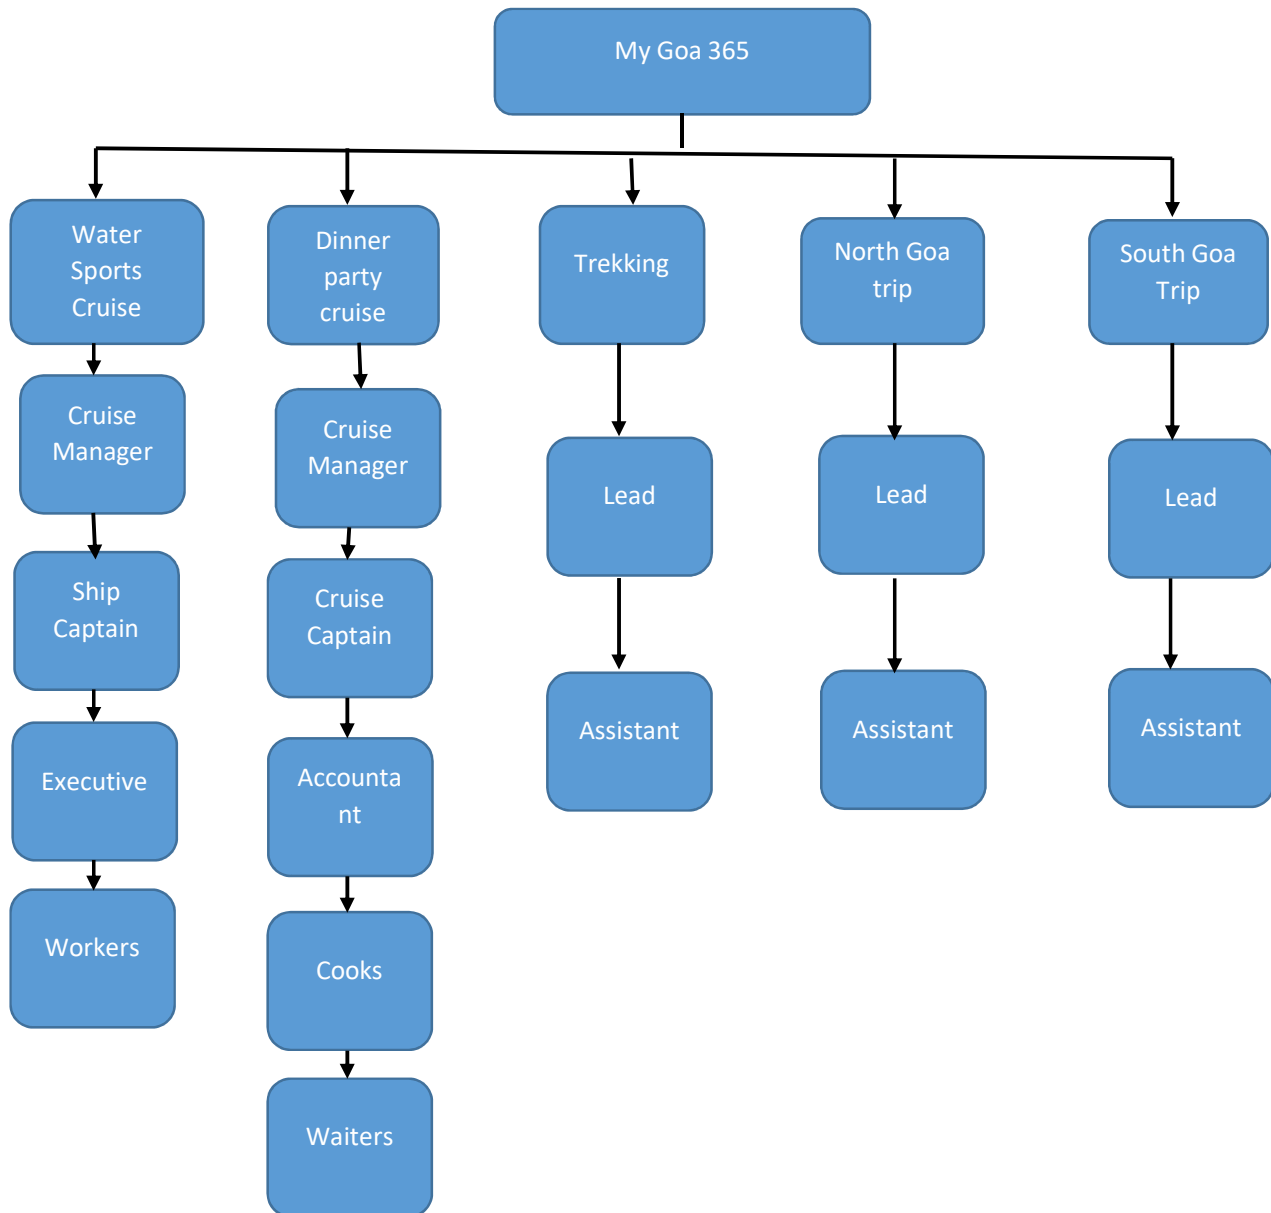 My Goa 365
Water
Sports
Cruise
Dinner
party
cruise
Trekking
North Goa
trip
South Goa
Trip
Cruise
Manager
Cruise
Manager
Lead
Lead
Lead
Ship
Captain
Cruise
Captain
Assistant
Assistant
Assistant
Executive
Accounta
nt
Workers
Cooks
Waiters